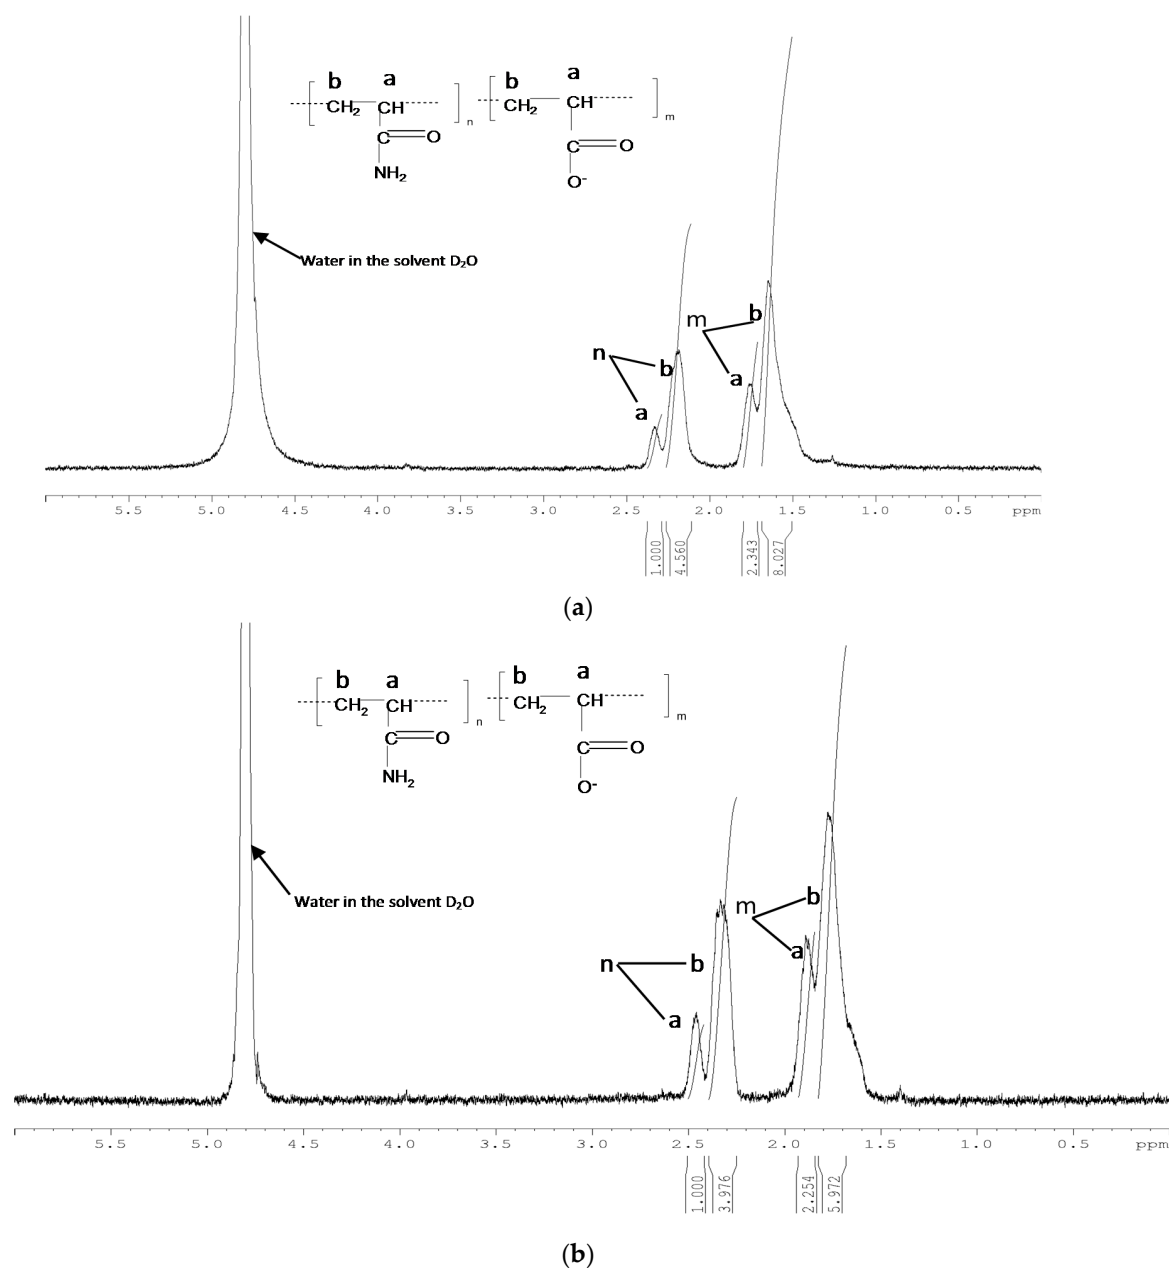 b a b a
CH₂ CH CH₂ CH
n m
C O C O
NH₂ O⁻
Water in the solvent D₂O
m b
n b a
a
5.5 5.0 4.5 4.0 3.5 3.0 2.5 2.0 1.5 1.0 0.5 ppm
1.000 4.560 2.343 8.027
(a)
b a b a
CH₂ CH CH₂ CH
n m
C O C O
NH₂ O⁻
Water in the solvent D₂O
m b
n b a
a
5.5 5.0 4.5 4.0 3.5 3.0 2.5 2.0 1.5 1.0 0.5 ppm
1.000 3.976 2.254 5.972
(b)